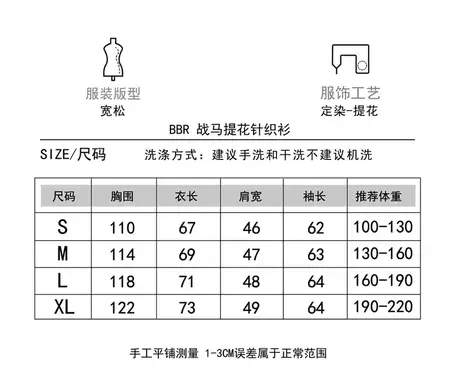 服装版型 服饰工艺
宽松 定染-提花
BBR 战马提花针织衫
SIZE/尺码 洗涤方式：建议手洗和干洗不建议机洗
尺码 胸围 衣长 肩宽 袖长 推荐体重
S 110 67 46 62 100-130
M 114 69 47 63 130-160
L 118 71 48 64 160-190
XL 122 73 49 64 190-220
手工平铺测量 1-3CM误差属于正常范围